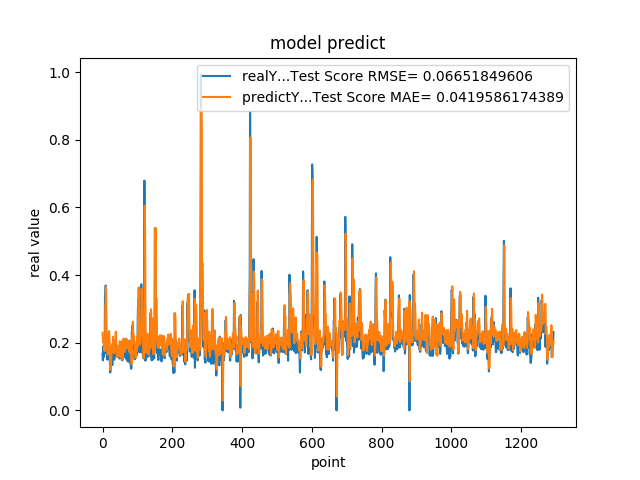 model predict
realY...Test Score RMSE= 0.06651849606
predictY...Test Score MAE= 0.0419586174389
1.0
0.8
0.6
0.4
0.2
0.0
real value
0 200 400 600 800 1000 1200
point